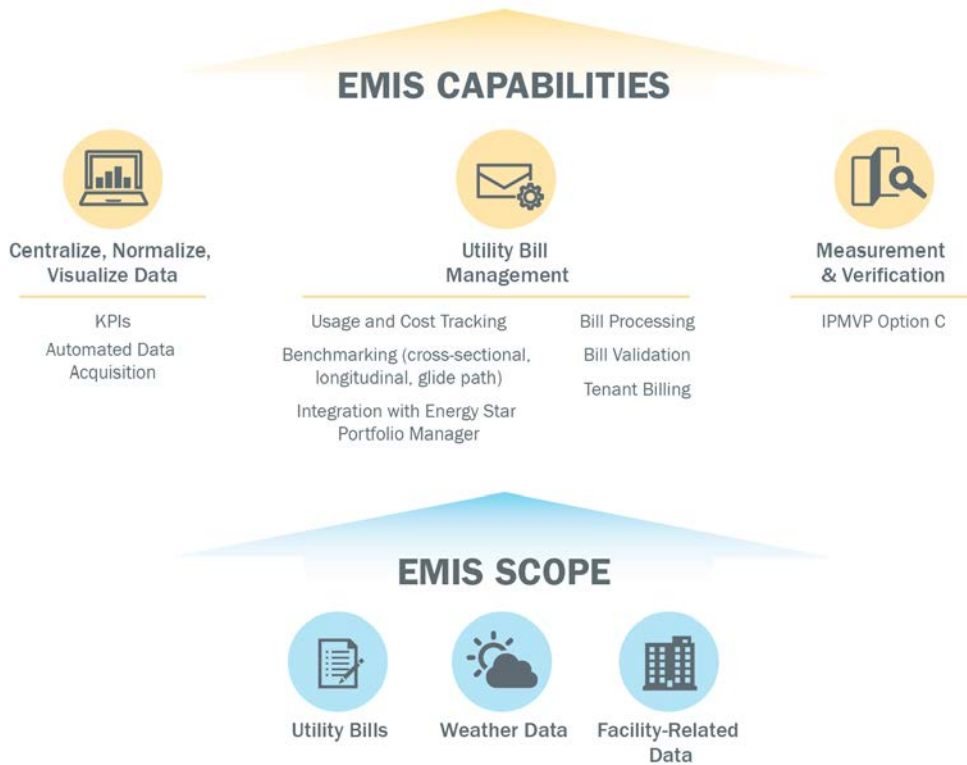 EMIS CAPABILITIES
Centralize, Normalize,
Visualize Data
KPIs
Automated Data
Acquisition
Utility Bill
Management
Usage and Cost Tracking
Benchmarking (cross-sectional,
longitudinal, glide path)
Integration with Energy Star
Portfolio Manager
Bill Processing
Bill Validation
Tenant Billing
Measurement
& Verification
IPMVP Option C
EMIS SCOPE
Utility Bills
Weather Data
Facility-Related
Data